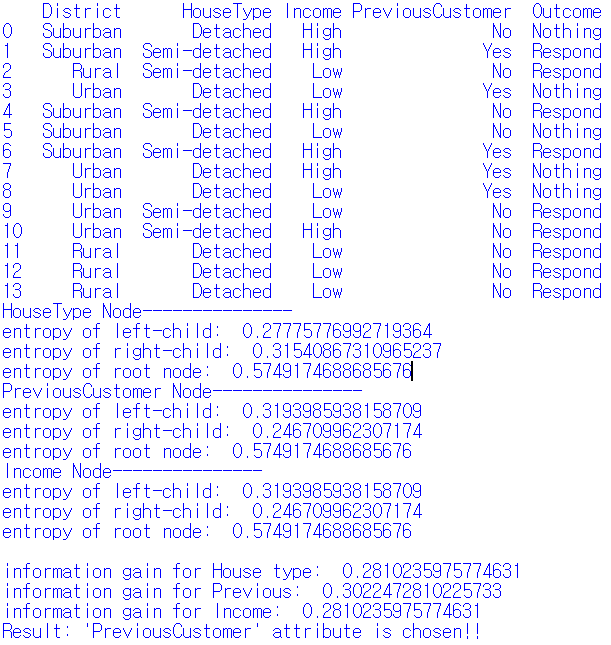 District HouseType Income PreviousCustomer Outcome
0 Suburban Detached High No Nothing
1 Suburban Semi-detached High Yes Respond
2 Rural Semi-detached Low No Respond
3 Urban Detached Low Yes Nothing
4 Suburban Semi-detached High No Respond
5 Suburban Detached Low No Nothing
6 Suburban Semi-detached High Yes Respond
7 Urban Detached High Yes Nothing
8 Urban Detached Low Yes Nothing
9 Urban Semi-detached Low No Respond
10 Urban Semi-detached High No Respond
11 Rural Detached Low No Respond
12 Rural Detached Low No Respond
13 Rural Detached Low No Respond
HouseType Node---------------
entropy of left-child: 0.27775776992719364
entropy of right-child: 0.31540867310965237
entropy of root node: 0.5749174688685676
PreviousCustomer Node---------------
entropy of left-child: 0.3193985938158709
entropy of right-child: 0.246709962307174
entropy of root node: 0.5749174688685676
Income Node---------------
entropy of left-child: 0.3193985938158709
entropy of right-child: 0.246709962307174
entropy of root node: 0.5749174688685676
information gain for House type: 0.2810235975774631
information gain for Previous: 0.3022472810225733
information gain for Income: 0.2810235975774631
Result: 'PreviousCustomer' attribute is chosen!!